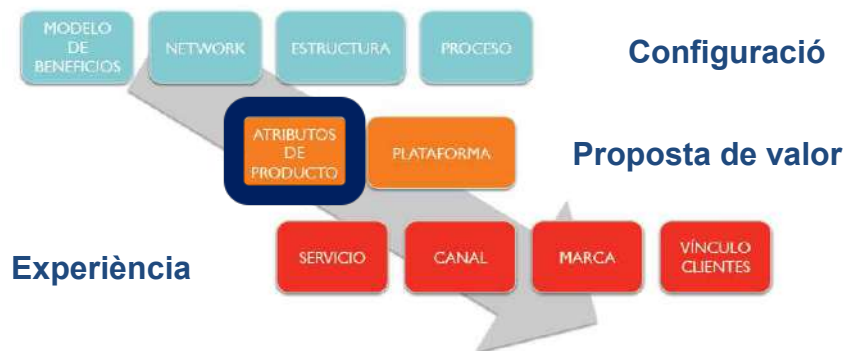 MODELO
DE
BENEFICIOS
NETWORK
ESTRUCTURA
PROCESO
Configuració
ATRIBUTOS
DE
PRODUCTO
PLATAFORMA
Proposta de valor
Experiència
SERVICIO
CANAL
MARCA
VÍNCULO
CLIENTES